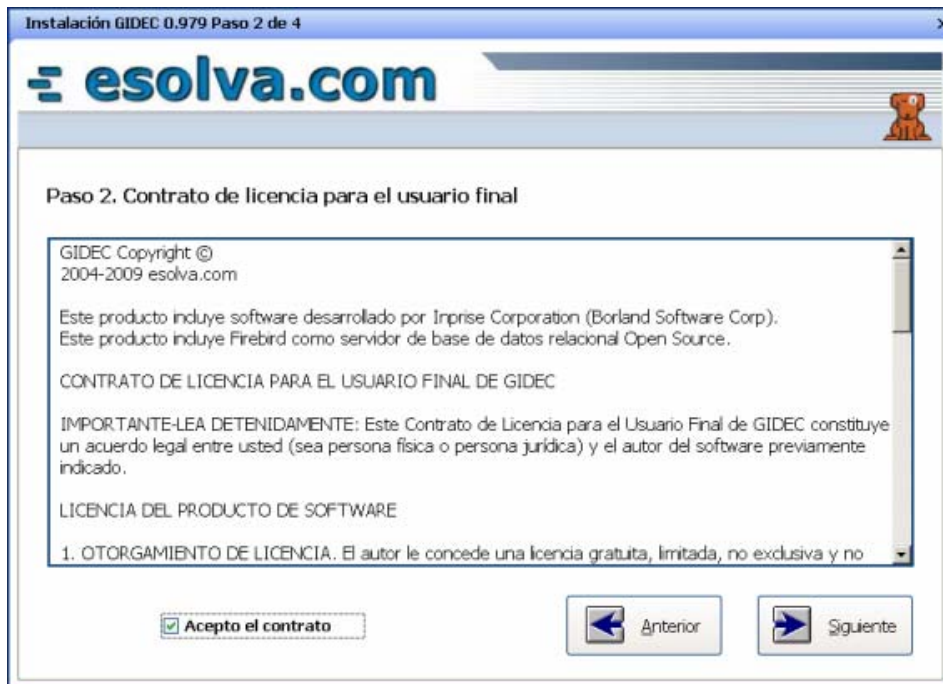 Instalación GIDEC 0.979 Paso 2 de 4
esolva.com
Paso 2. Contrato de licencia para el usuario final
GIDEC Copyright ©
2004-2009 esolva.com
Este producto incluye software desarrollado por Inprise Corporation (Borland Software Corp).
Este producto incluye Firebird como servidor de base de datos relacional Open Source.
CONTRATO DE LICENCIA PARA EL USUARIO FINAL DE GIDEC
IMPORTANTE-LEA DETENIDAMENTE: Este Contrato de Licencia para el Usuario Final de GIDEC constituye
un acuerdo legal entre usted (sea persona física o persona jurídica) y el autor del software previamente
indicado.
LICENCIA DEL PRODUCTO DE SOFTWARE
1. OTORGAMIENTO DE LICENCIA. El autor le concede una licencia gratuita, limitada, no exclusiva y no
Acepto el contrato
Anterior
Siguiente